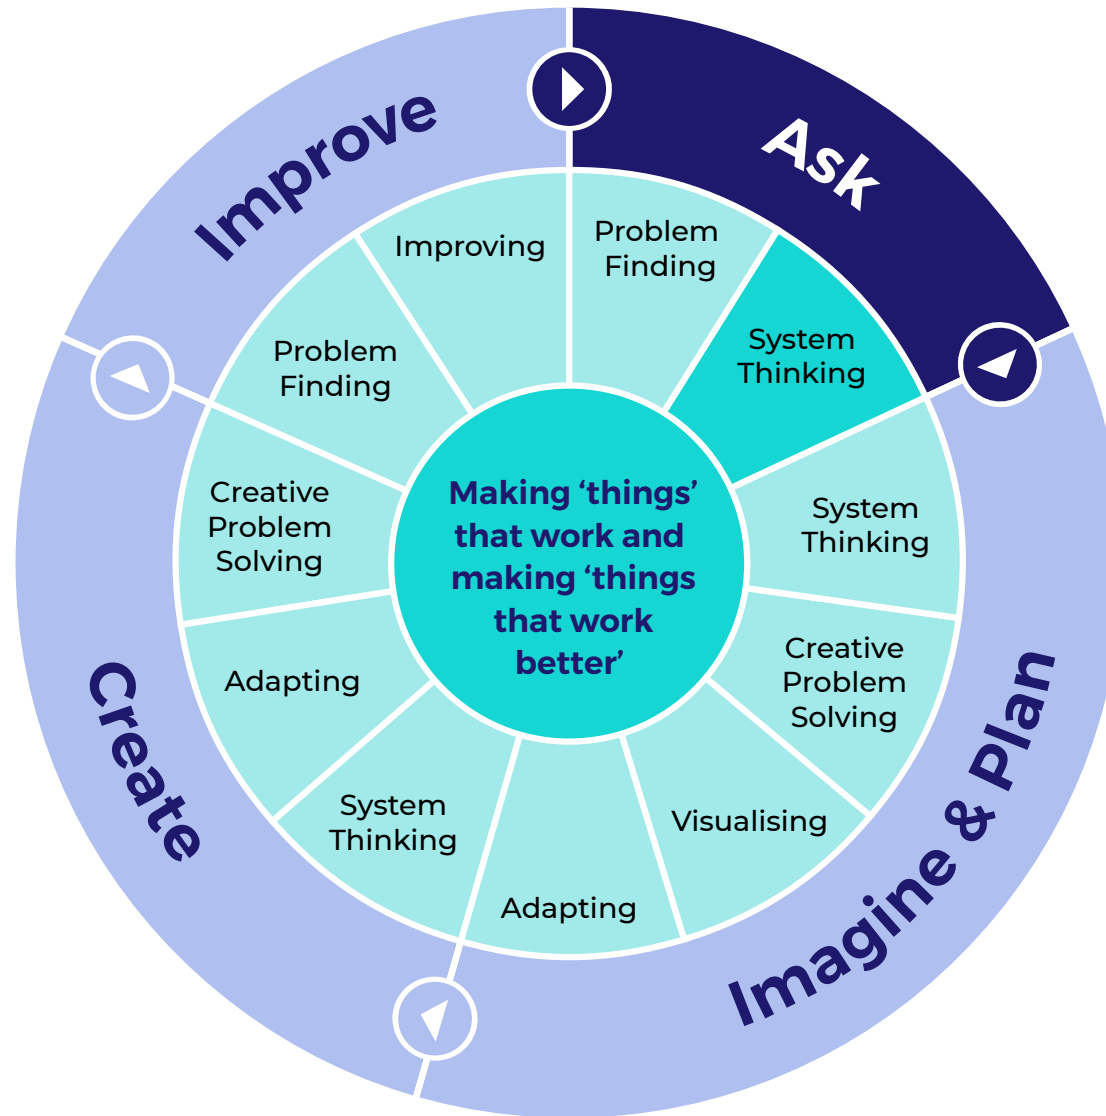 Ask
Imagine & Plan
Create
Improve
Problem
Finding
System
Thinking
System
Thinking
Creative
Problem
Solving
Visualising
Adapting
System
Thinking
Adapting
Creative
Problem
Solving
Problem
Finding
Improving
Making ‘things’
that work and
making ‘things
that work
better’